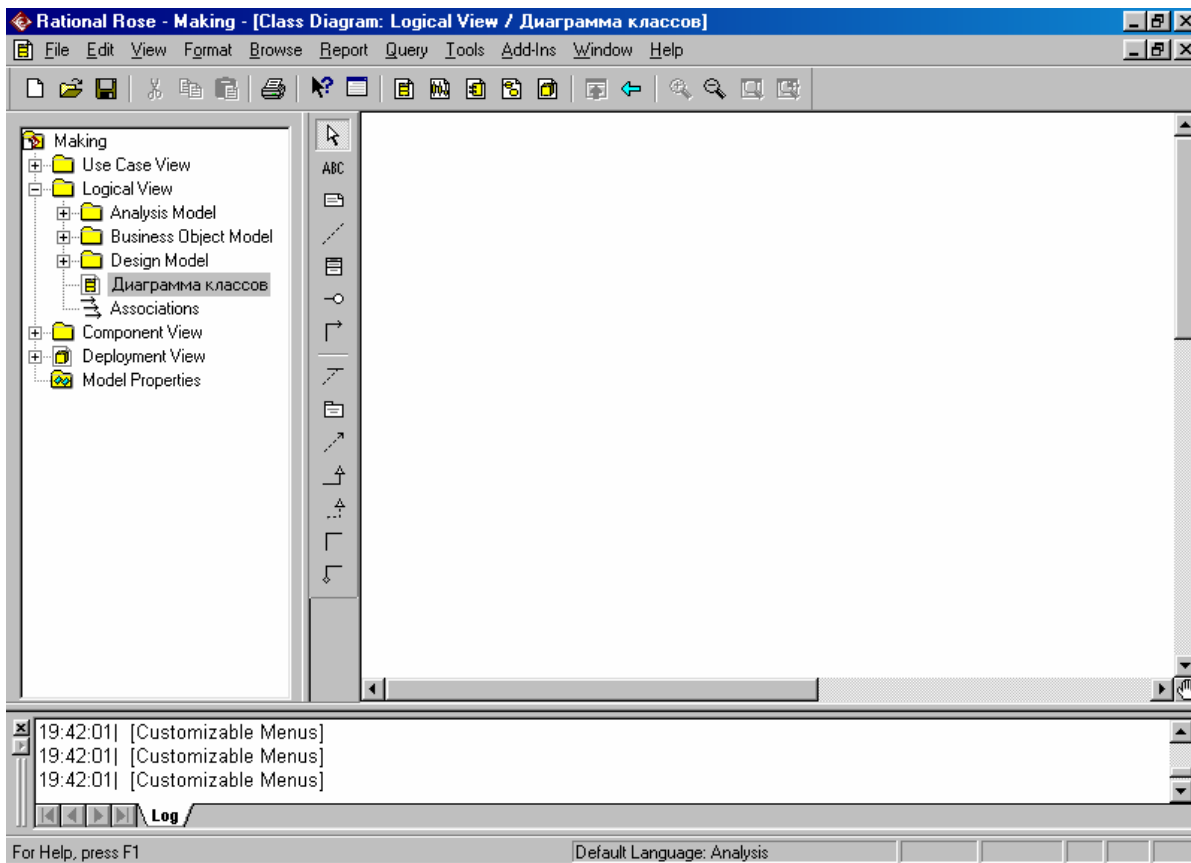 Rational Rose - Making - [Class Diagram: Logical View / Диаграмма классов]
File Edit View Format Browse Report Query Tools Add-Ins Window Help
Making
Use Case View
Logical View
Analysis Model
Business Object Model
Design Model
Диаграмма классов
Associations
Component View
Deployment View
Model Properties
ABC
19:42:01| [Customizable Menus]
19:42:01| [Customizable Menus]
19:42:01| [Customizable Menus]
Log
For Help, press F1
Default Language: Analysis